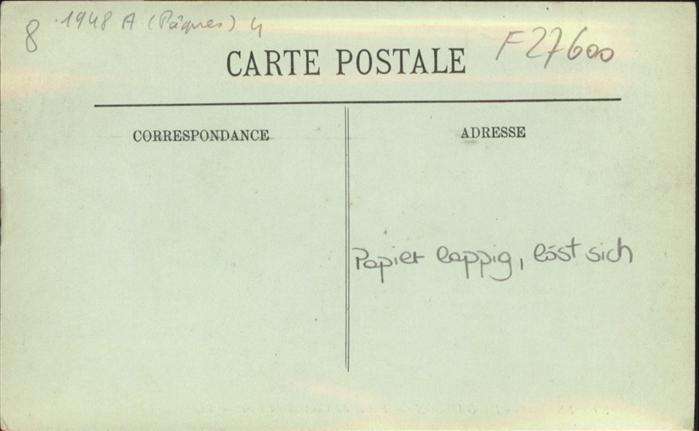 8 1948 A (Pâques) 4
F27600
CARTE POSTALE
CORRESPONDANCE
ADRESSE
Papier lappig, löst sich